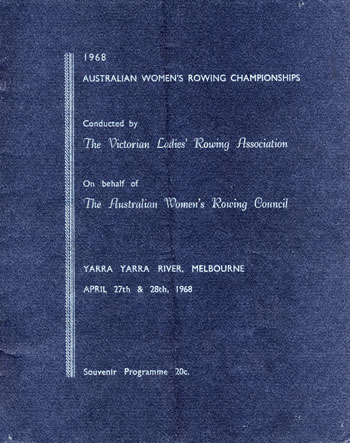 1968
AUSTRALIAN WOMEN'S ROWING CHAMPIONSHIPS
Conducted by
The Victorian Ladies' Rowing Association
On behalf of
The Australian Women's Rowing Council
YARRA YARRA RIVER, MELBOURNE
APRIL 27th & 28th, 1968
Souvenir Programme 20c.